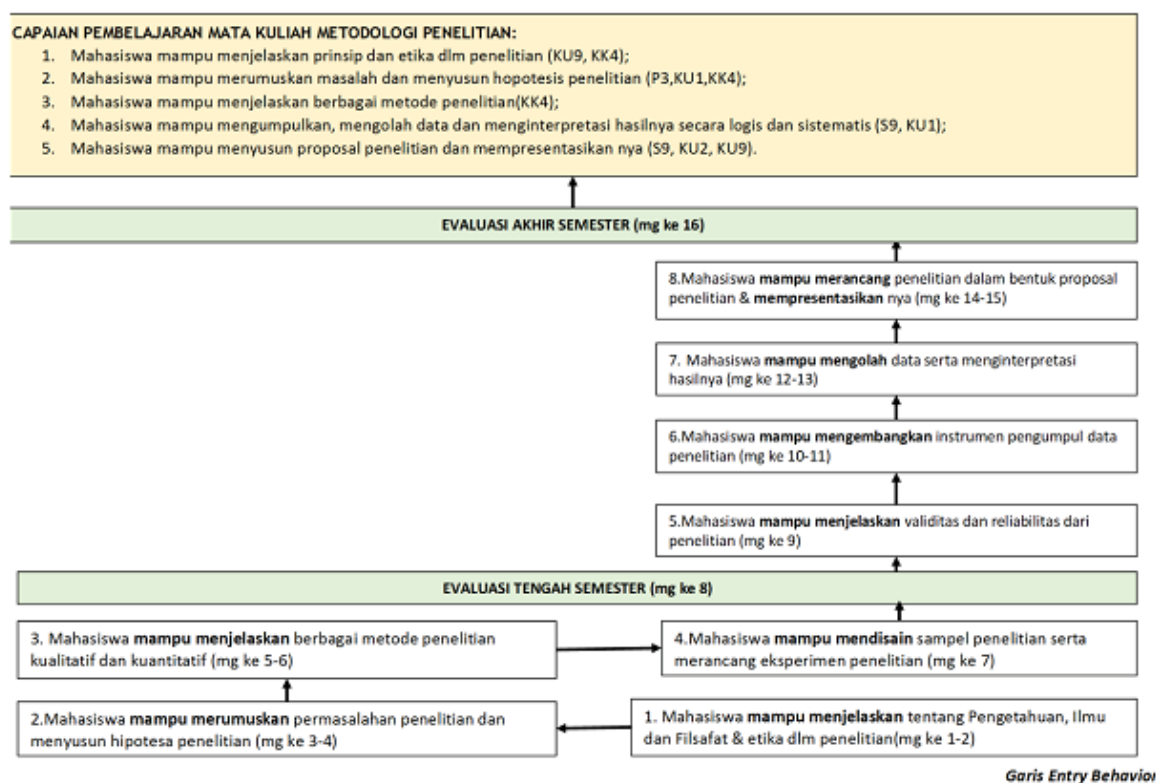 CAPAIAN PEMBELAJARAN MATA KULIAH METODOLOGI PENELITIAN:
1. Mahasiswa mampu menjelaskan prinsip dan etika dlm penelitian (KU9, KK4);
2. Mahasiswa mampu merumuskan masalah dan menyusun hopotesis penelitian (P3,KU1,KK4);
3. Mahasiswa mampu menjelaskan berbagai metode penelitian(KK4);
4. Mahasiswa mampu mengumpulkan, mengolah data dan menginterpretasi hasilnya secara logis dan sistematis (S9, KU1);
5. Mahasiswa mampu menyusun proposal penelitian dan mempresentasikan nya (S9, KU2, KU9).
EVALUASI AKHIR SEMESTER (mg ke 16)
8.Mahasiswa mampu merancang penelitian dalam bentuk proposal
penelitian & mempresentasikan nya (mg ke 14-15)
7. Mahasiswa mampu mengolah data serta menginterpretasi
hasilnya (mg ke 12-13)
6.Mahasiswa mampu mengembangkan instrumen pengumpul data
penelitian (mg ke 10-11)
5.Mahasiswa mampu menjelaskan validitas dan reliabilitas dari
penelitian (mg ke 9)
EVALUASI TENGAH SEMESTER (mg ke 8)
3. Mahasiswa mampu menjelaskan berbagai metode penelitian
kualitatif dan kuantitatif (mg ke 5-6)
4.Mahasiswa mampu mendisain sampel penelitian serta
merancang eksperimen penelitian (mg ke 7)
2.Mahasiswa mampu merumuskan permasalahan penelitian dan
menyusun hipotesa penelitian (mg ke 3-4)
1. Mahasiswa mampu menjelaskan tentang Pengetahuan, Ilmu
dan Filsafat & etika dlm penelitian(mg ke 1-2)
Garis Entry Behavior